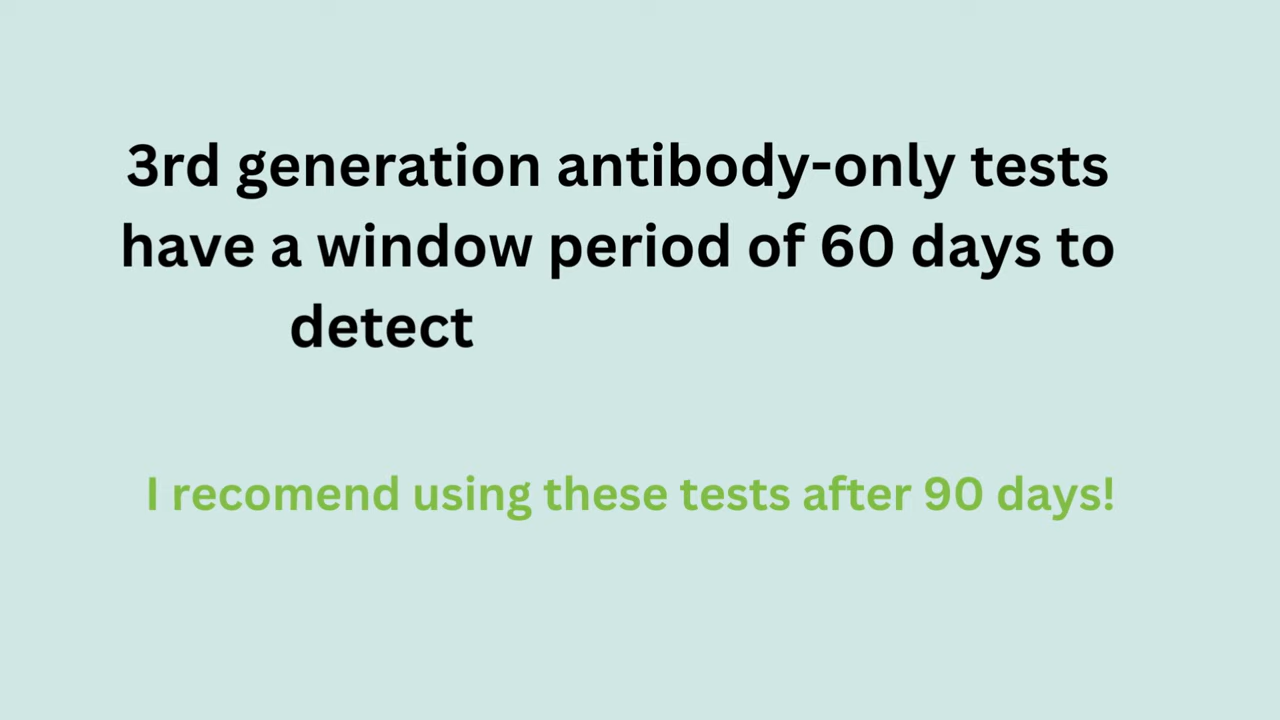 3rd generation antibody-only tests
have a window period of 60 days to
detect
I recomend using these tests after 90 days!